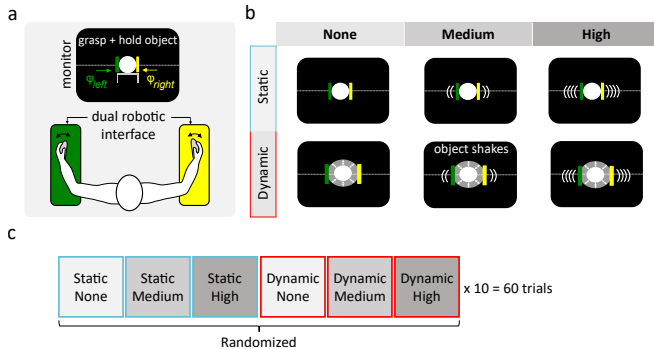 a
grasp + hold object
monitor
φleft
φright
dual robotic
interface
b
None
Medium
High
Static
Dynamic
object shakes
c
Static
None
Static
Medium
Static
High
Dynamic
None
Dynamic
Medium
Dynamic
High
x 10 = 60 trials
Randomized